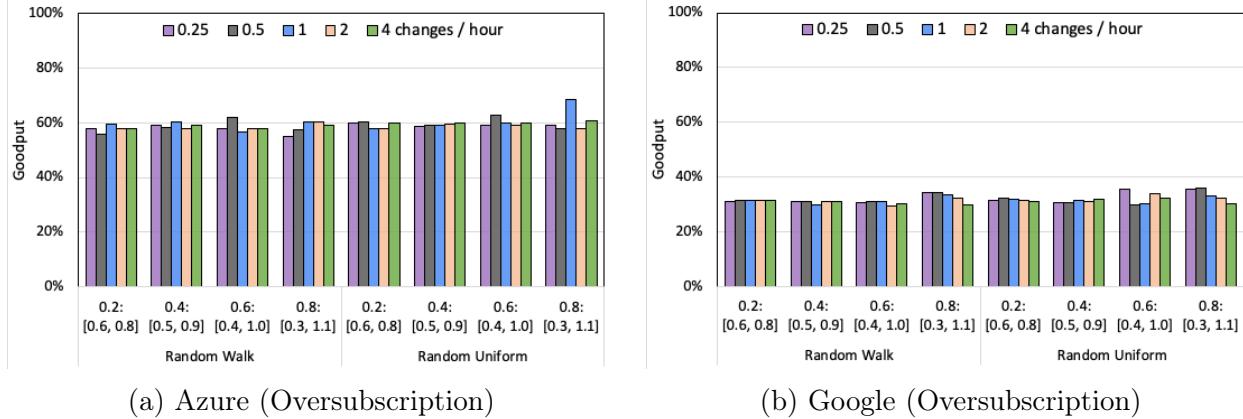 100%
80%
60%
40%
20%
0%
Goodput
0.25 0.5 1 2 4 changes / hour
0.2: 0.4: 0.6: 0.8: 0.2: 0.4: 0.6: 0.8:
[0.6, 0.8] [0.5, 0.9] [0.4, 1.0] [0.3, 1.1] [0.6, 0.8] [0.5, 0.9] [0.4, 1.0] [0.3, 1.1]
Random Walk Random Uniform
(a) Azure (Oversubscription)
100%
80%
60%
40%
20%
0%
Goodput
0.25 0.5 1 2 4 changes / hour
0.2: 0.4: 0.6: 0.8: 0.2: 0.4: 0.6: 0.8:
[0.6, 0.8] [0.5, 0.9] [0.4, 1.0] [0.3, 1.1] [0.6, 0.8] [0.5, 0.9] [0.4, 1.0] [0.3, 1.1]
Random Walk Random Uniform
(b) Google (Oversubscription)